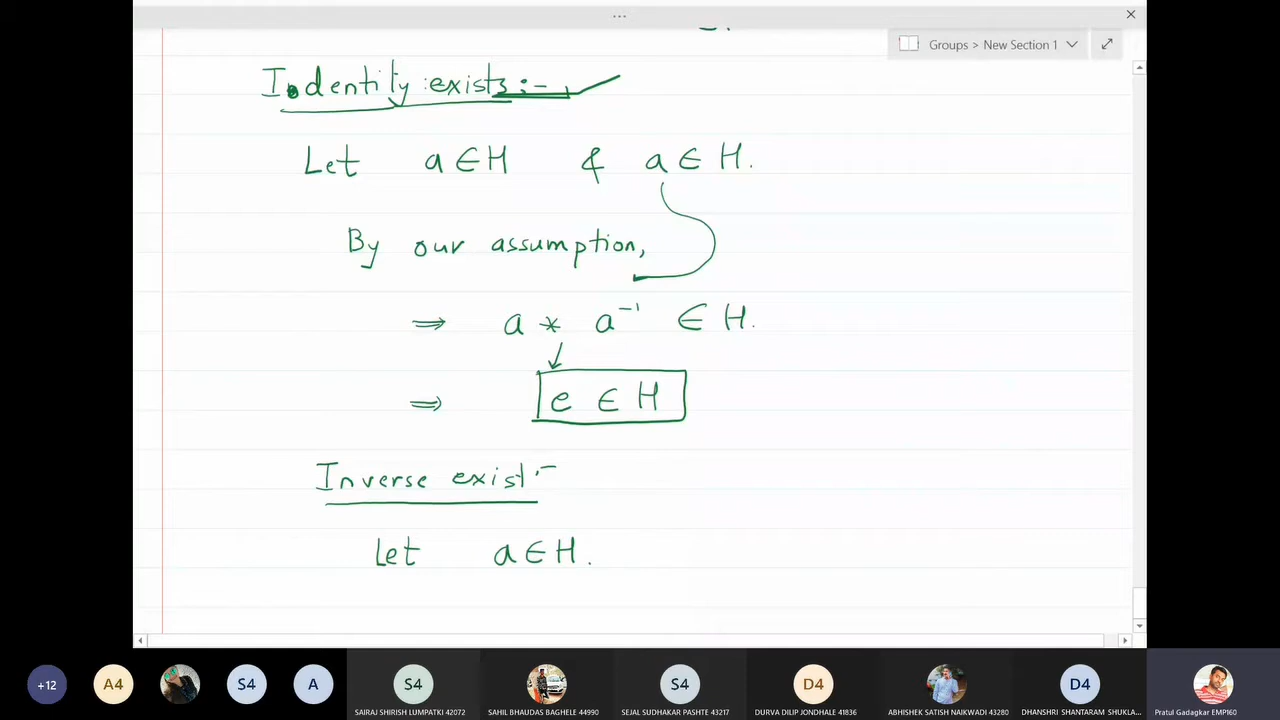 Groups > New Section 1
Indentity exists :-
Let a ∈ H & a ∈ H.
By our assumption,
⇒ a * a⁻¹ ∈ H.
⇒ e ∈ H
Inverse exist :-
Let a ∈ H.
+12 A4 S4 A S4 S4 D4 D4
SAIRAJ SHIRISH LUMPATKI 42072 SAHIL BHAUDAS BAGHELE 44990 SEJAL SUDHAKAR PASHTE 43217 DURVA DILIP JONDHALE 41836 ABHISHEK SATISH NAIKWADI 43280 DHANSHRI SHANTARAM SHUKLA... Pratul Gadagkar EMP160